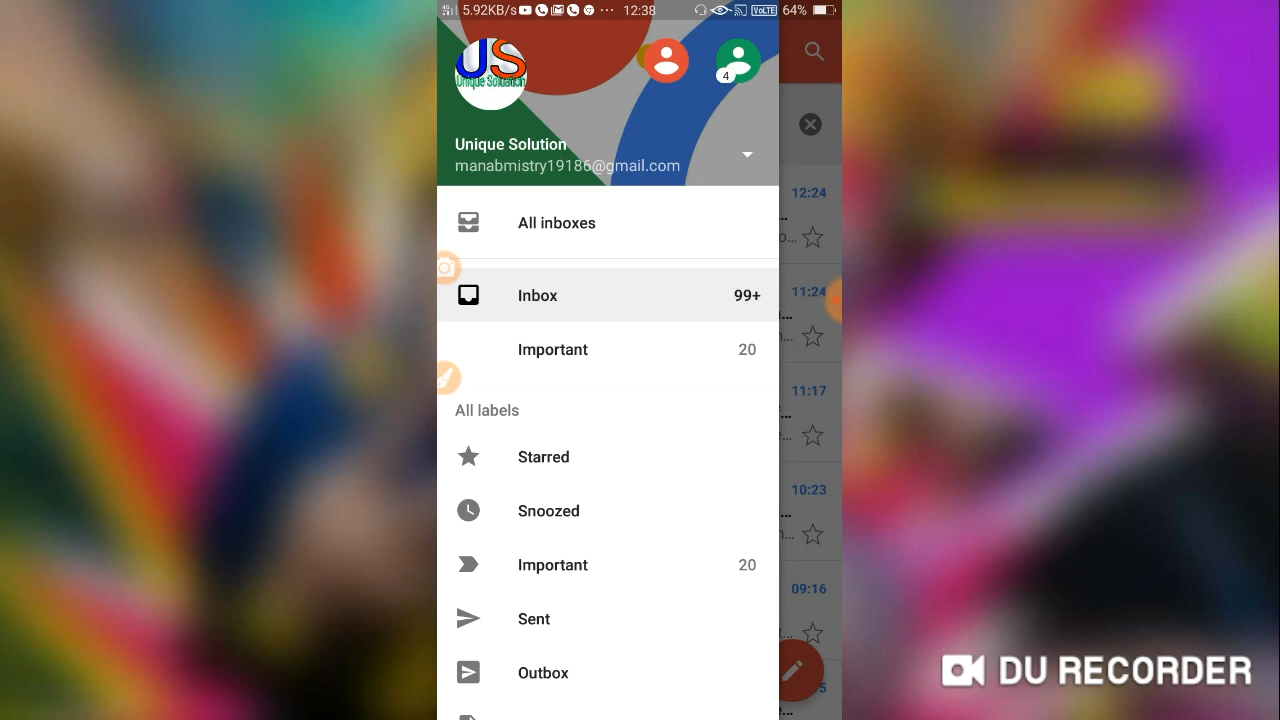 5.92KB/s 12:38 VoLTE 64%
US
Unique Solution
4
Unique Solution
manabmistry19186@gmail.com
All inboxes
12:24
Inbox 99+
11:24
Important 20
11:17
All labels
Starred
10:23
Snoozed
Important 20
09:16
Sent
Outbox
DU RECORDER